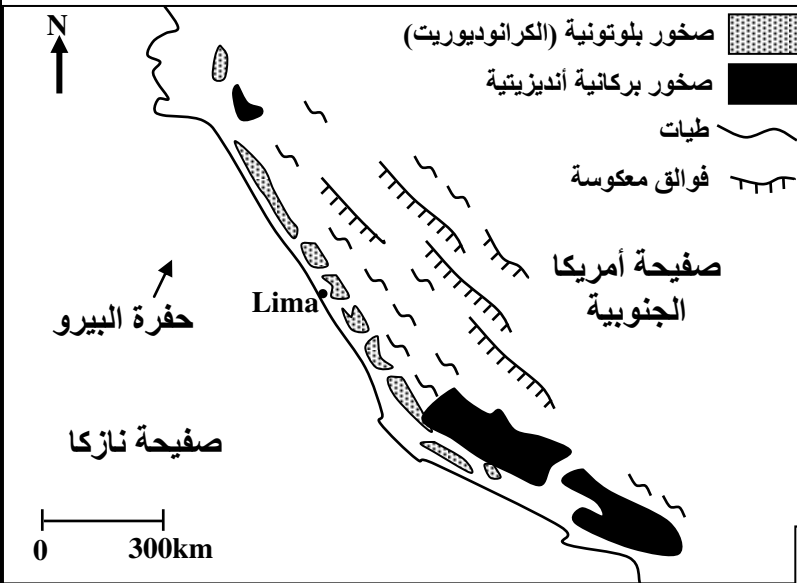 N
صخور بلوتونية (الكرانوديوريت)
صخور بركانية أنديزيتية
طيات
فوالق معكوسة
صفيحة أمريكا
الجنوبية
Lima
حفرة البيرو
صفيحة نازكا
0 300km